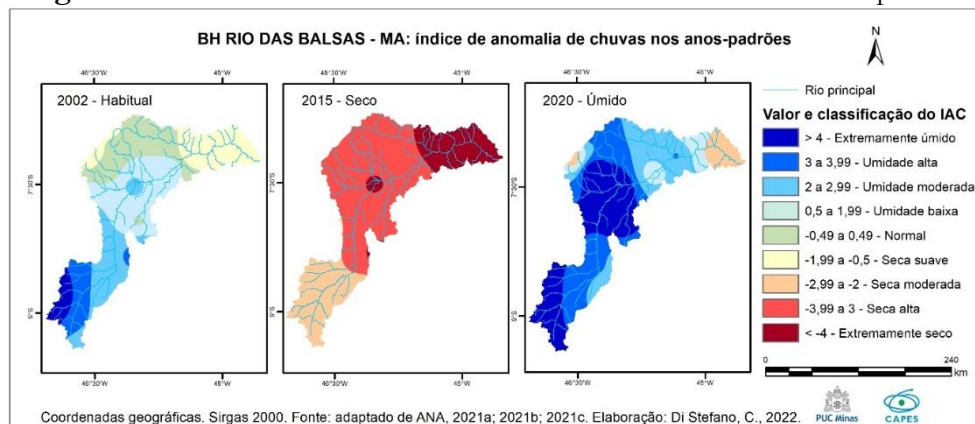 BH RIO DAS BALSAS - MA: índice de anomalia de chuvas nos anos-padrões
N
46°30'W 45°W 46°30'W 45°W 46°30'W 45°W
2002 - Habitual
2015 - Seco
2020 - Úmido
7°30'S 7°30'S 7°30'S
9°S 9°S 9°S
46°30'W 45°W 46°30'W 45°W 46°30'W 45°W
Rio principal
Valor e classificação do IAC
> 4 - Extremamente úmido
3 a 3,99 - Umidade alta
2 a 2,99 - Umidade moderada
0,5 a 1,99 - Umidade baixa
-0,49 a 0,49 - Normal
-1,99 a -0,5 - Seca suave
-2,99 a -2 - Seca moderada
-3,99 a 3 - Seca alta
< -4 - Extremamente seco
0 240
km
Coordenadas geográficas. Sirgas 2000. Fonte: adaptado de ANA, 2021a; 2021b; 2021c. Elaboração: Di Stefano, C., 2022.
PUC Minas
CAPES